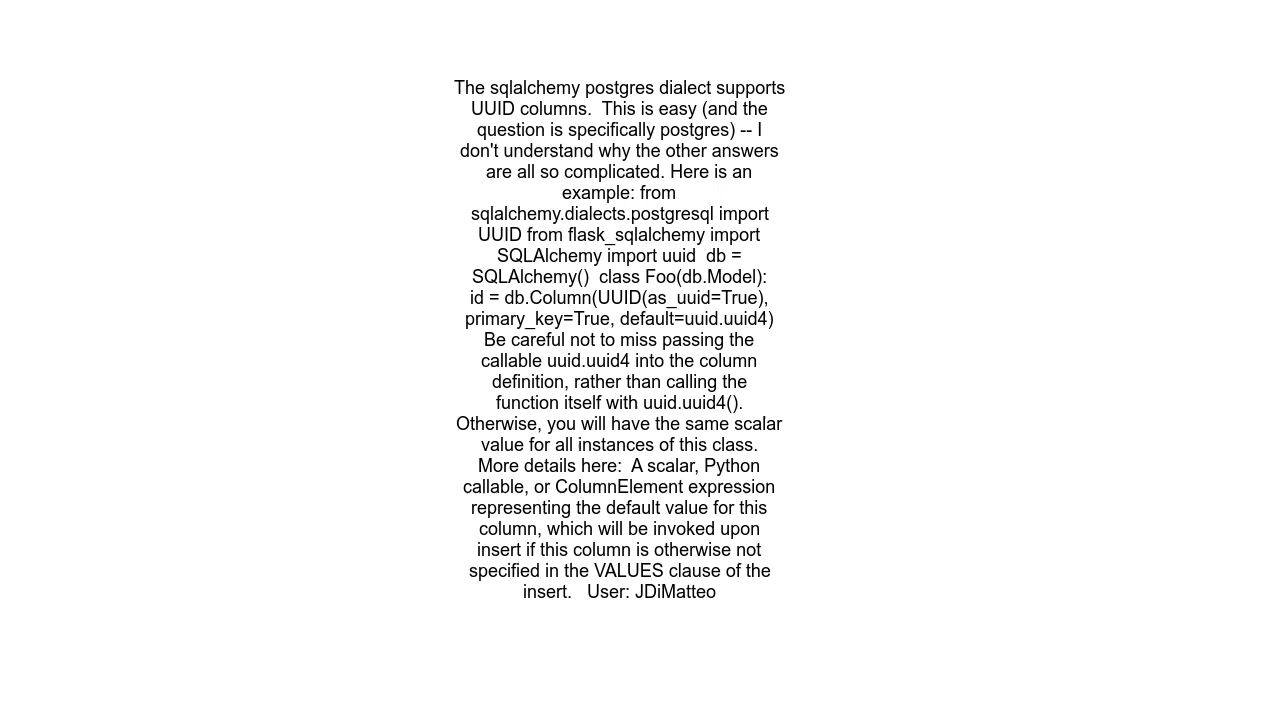 The sqlalchemy postgres dialect supports
UUID columns.  This is easy (and the
question is specifically postgres) -- I
don't understand why the other answers
are all so complicated. Here is an
example: from
sqlalchemy.dialects.postgresql import
UUID from flask_sqlalchemy import
SQLAlchemy import uuid  db =
SQLAlchemy()  class Foo(db.Model):
id = db.Column(UUID(as_uuid=True),
primary_key=True, default=uuid.uuid4)
Be careful not to miss passing the
callable uuid.uuid4 into the column
definition, rather than calling the
function itself with uuid.uuid4().
Otherwise, you will have the same scalar
value for all instances of this class.
More details here:  A scalar, Python
callable, or ColumnElement expression
representing the default value for this
column, which will be invoked upon
insert if this column is otherwise not
specified in the VALUES clause of the
insert.   User: JDiMatteo